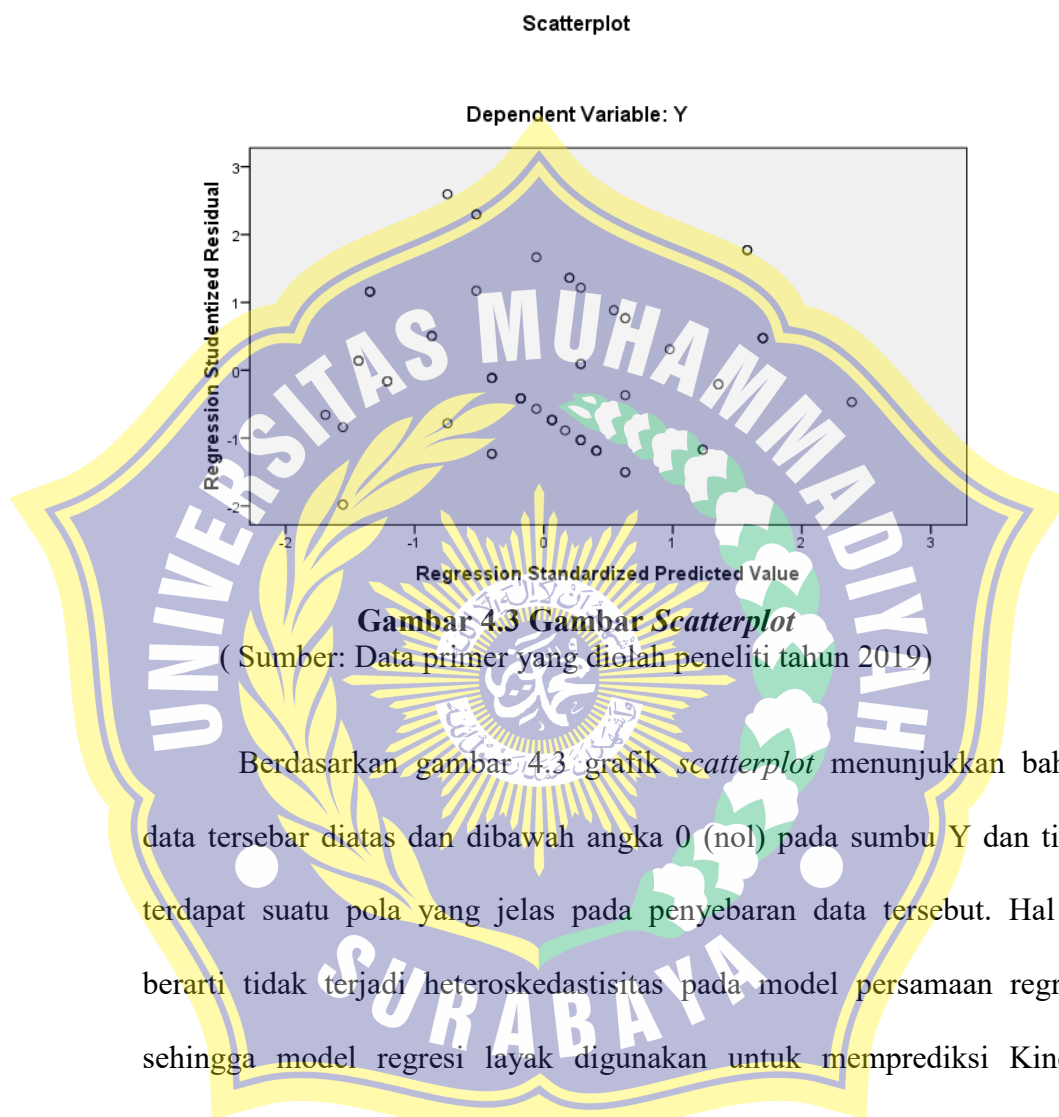 Scatterplot
Dependent Variable: Y
Regression Studentized Residual
3
2
1
0
-1
-2
-2 -1 0 1 2 3
Regression Standardized Predicted Value
Gambar 4.3 Gambar Scatterplot
( Sumber: Data primer yang diolah peneliti tahun 2019)
UNIVERSITAS MUHAMMADIYAH
SURABAYA
Berdasarkan gambar 4.3 grafik scatterplot menunjukkan bah
data tersebar diatas dan dibawah angka 0 (nol) pada sumbu Y dan ti
terdapat suatu pola yang jelas pada penyebaran data tersebut. Hal
berarti tidak terjadi heteroskedastisitas pada model persamaan regr
sehingga model regresi layak digunakan untuk memprediksi Kin